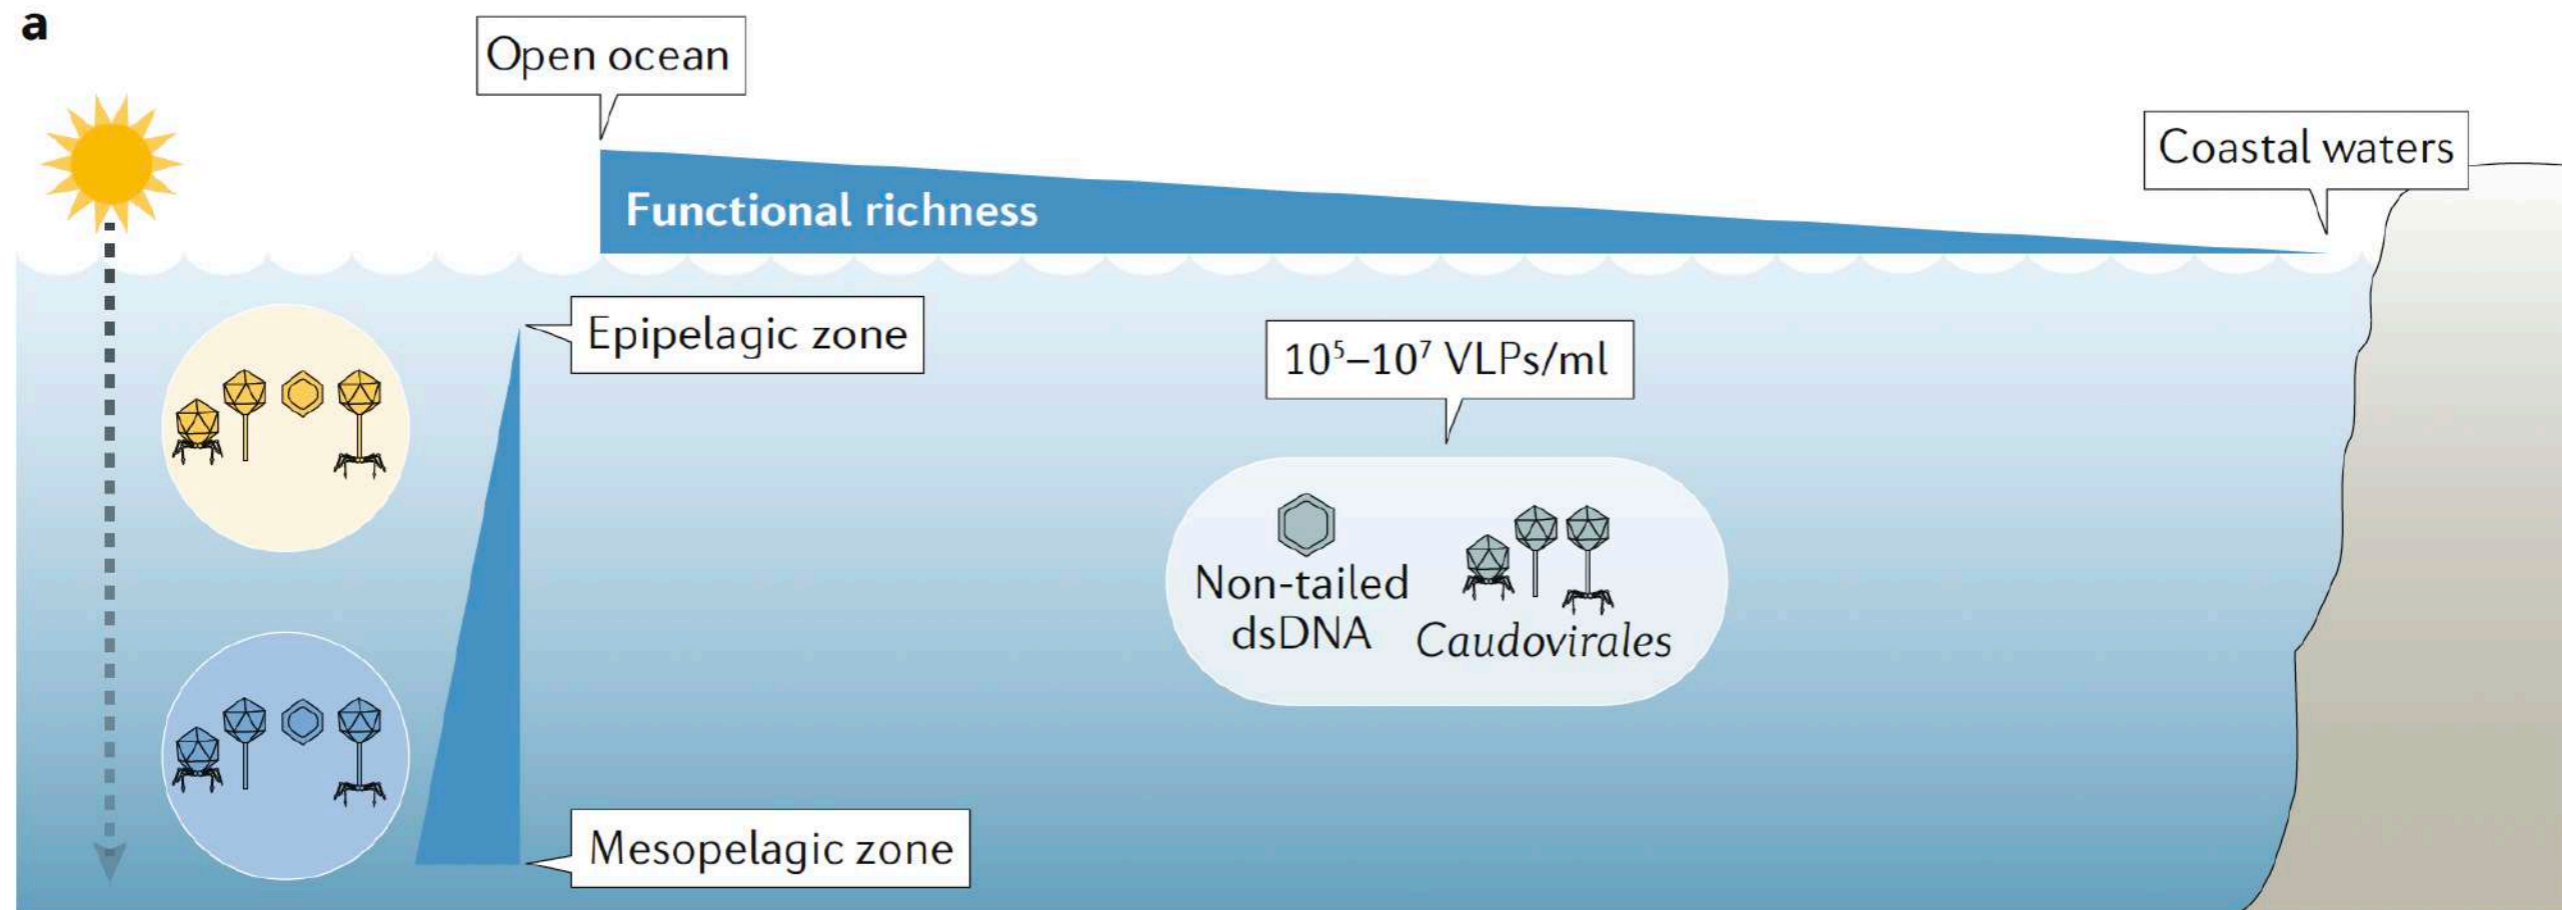 a
Open ocean
Coastal waters
Functional richness
Epipelagic zone
10⁵–10⁷ VLPs/ml
Non-tailed
dsDNA
Caudovirales
Mesopelagic zone